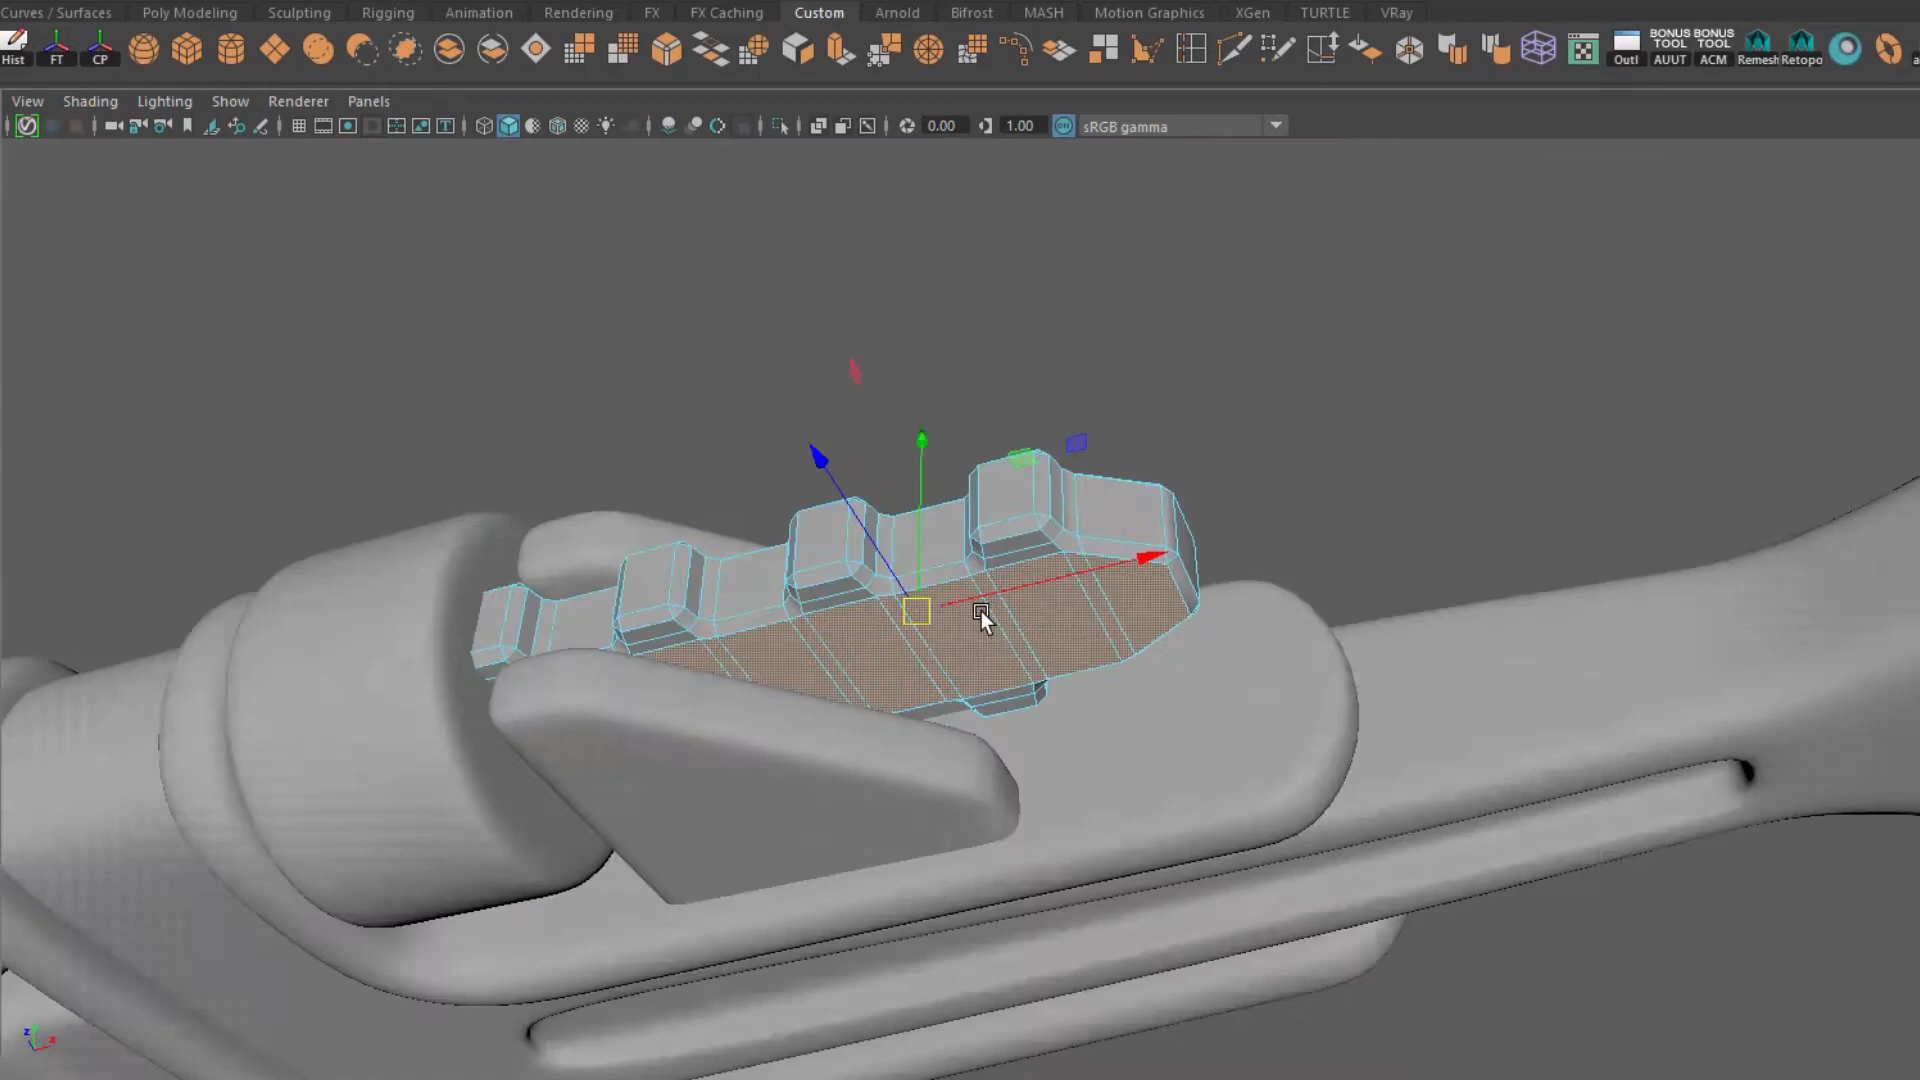 Curves / Surfaces Poly Modeling Sculpting Rigging Animation Rendering FX FX Caching Custom Arnold Bifrost MASH Motion Graphics XGen TURTLE VRay
BONUS TOOL BONUS TOOL
Hist FT CP Outl AUUT ACM Remesh Retopo
View Shading Lighting Show Renderer Panels
0.00 1.00 ON sRGB gamma
z x